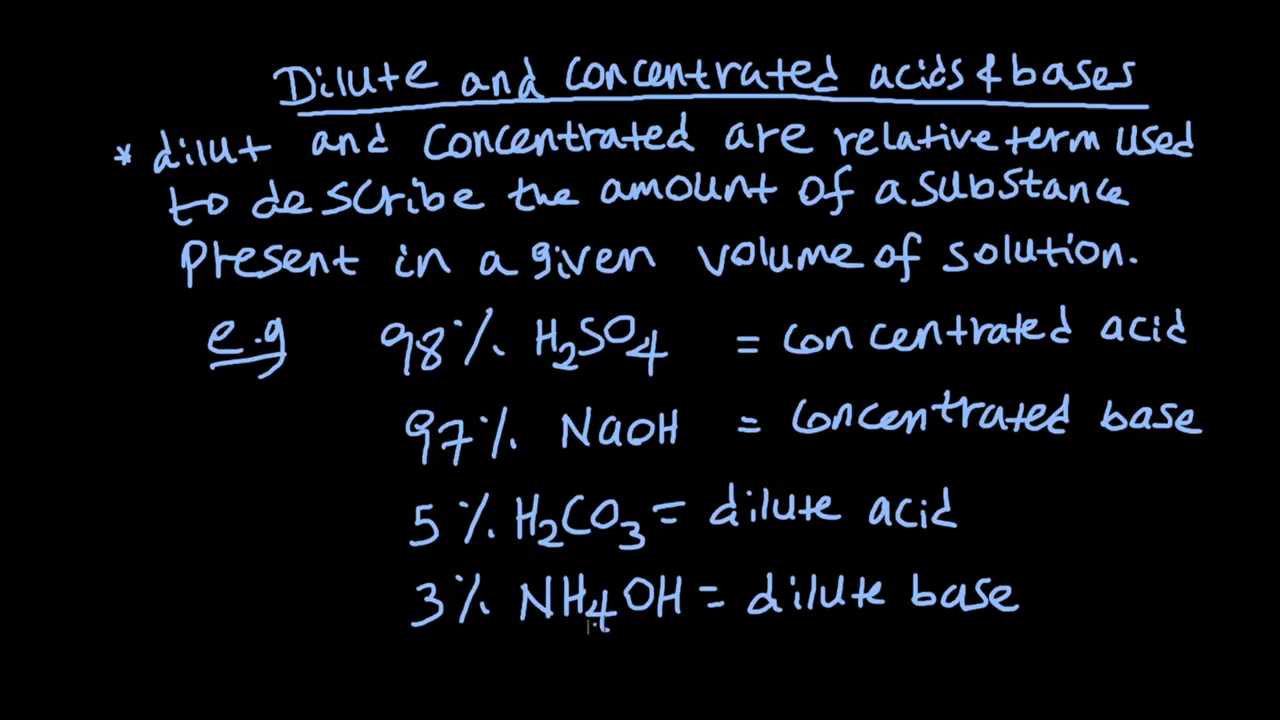 Dilute and concentrated acids & bases
* dilut and concentrated are relative term used
to describe the amount of a substance
present in a given volume of solution.
e.g 98% H₂SO₄ = concentrated acid
97% NaOH = concentrated base
5% H₂CO₃ = dilute acid
3% NH₄OH = dilute base